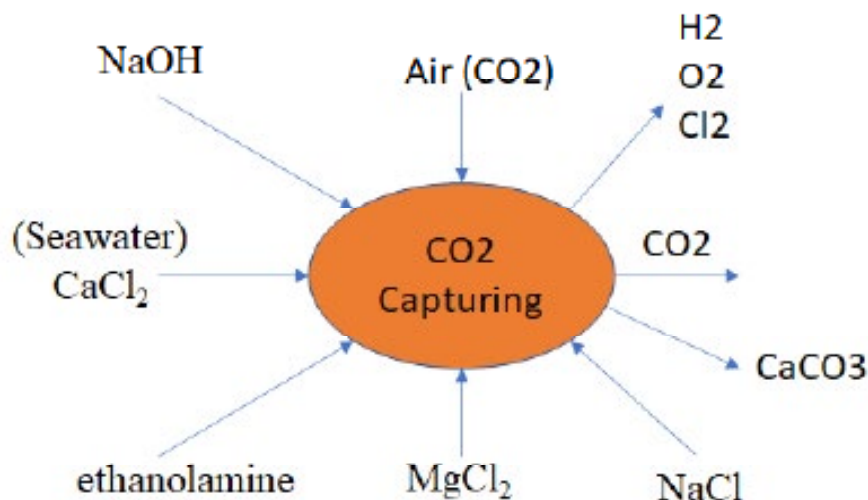 H2
NaOH
Air (CO2)
O2
Cl2
(Seawater)
CaCl₂
CO2
Capturing
CO2
CaCO3
ethanolamine
MgCl₂
NaCl